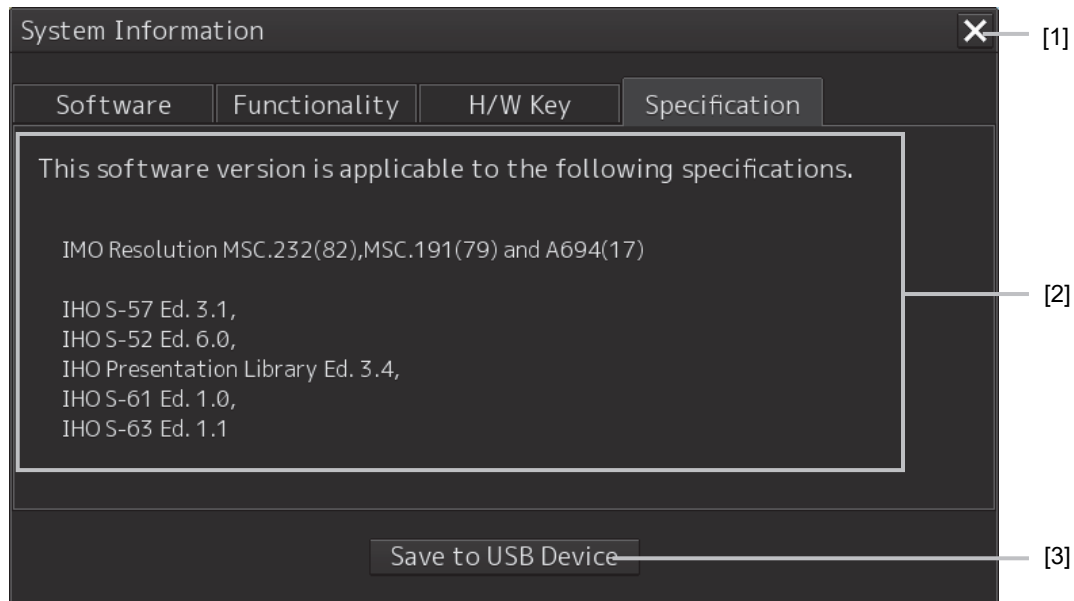 System Information
[1]
Software Functionality H/W Key Specification
This software version is applicable to the following specifications.
IMO Resolution MSC.232(82),MSC.191(79) and A694(17)
[2]
IHO S-57 Ed. 3.1,
IHO S-52 Ed. 6.0,
IHO Presentation Library Ed. 3.4,
IHO S-61 Ed. 1.0,
IHO S-63 Ed. 1.1
Save to USB Device
[3]